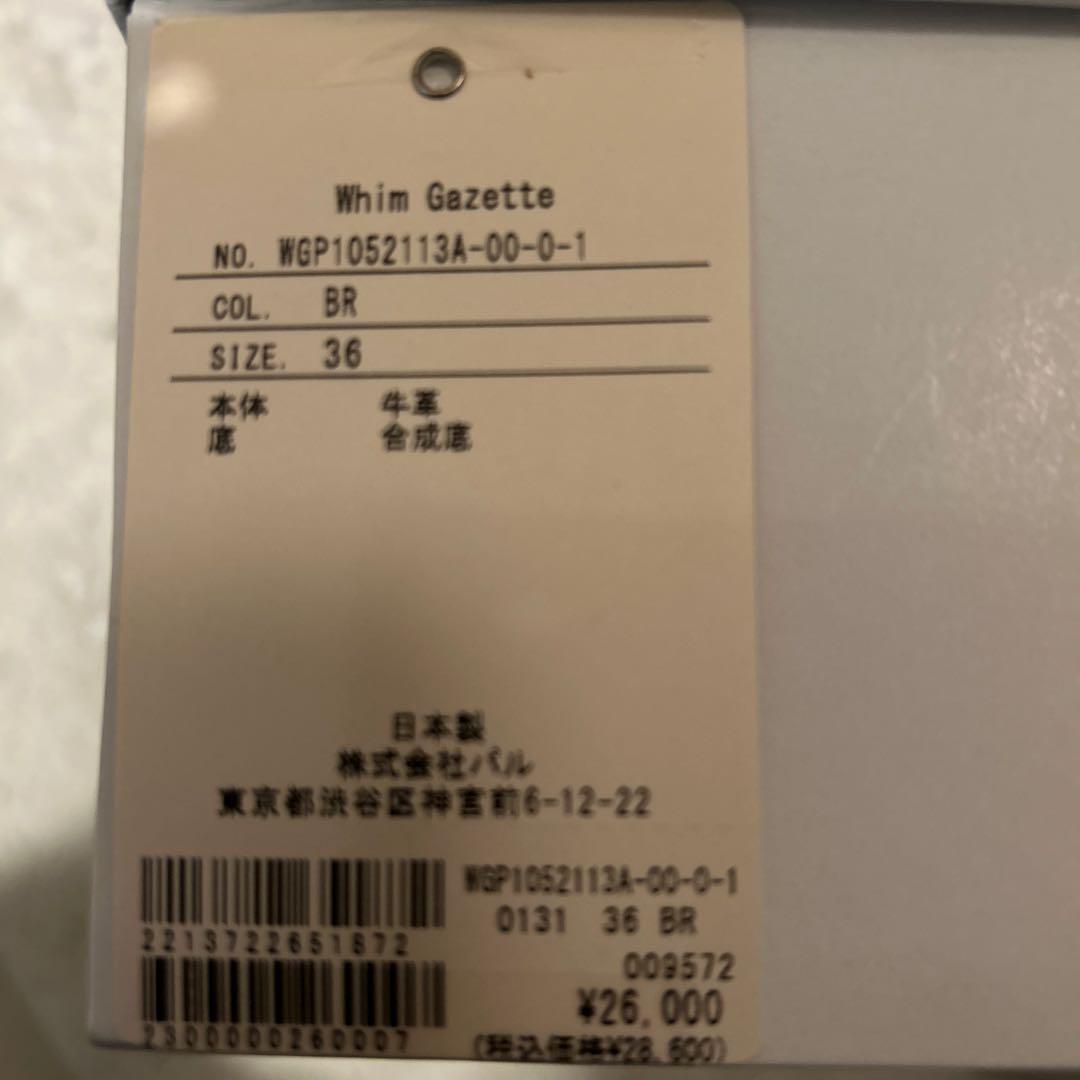 Whim Gazette
NO. WGP1052113A-00-0-1
COL. BR
SIZE. 36
本体 牛革
底 合成底
日本製
株式会社パル
東京都渋谷区神宮前6-12-22
WGP1052113A-00-0-1
0131 36 BR
2213722651872
009572
¥26,000
2300000260007
(税込価格¥28,600)